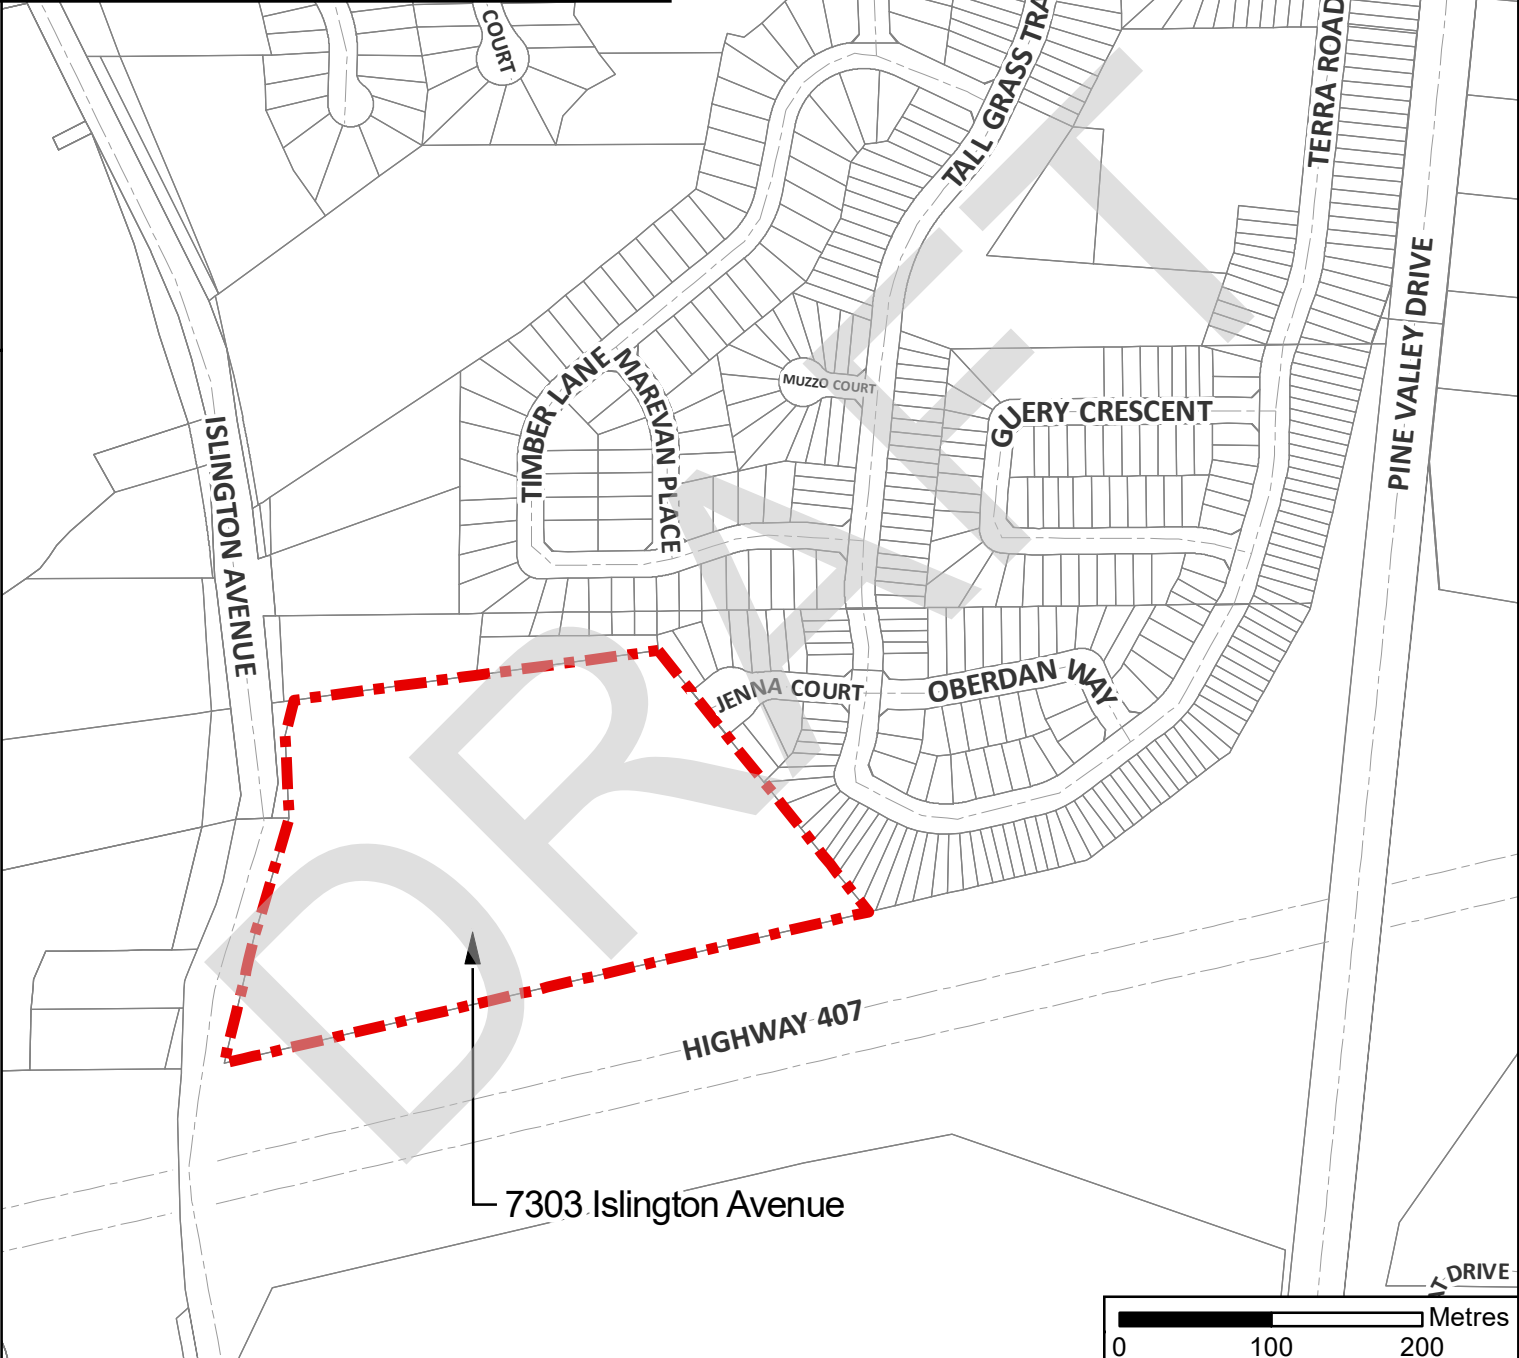 COURT
TALL GRASS TRA
TERRA ROAD
PINE VALLEY DRIVE
TIMBER LANE
MAREVAN PLACE
MUZZO COURT
GUERY CRESCENT
ISLINGTON AVENUE
JENNA COURT
OBERDAN WAY
DRAFT
HIGHWAY 407
7303 Islington Avenue
AT DRIVE
Metres
0 100 200